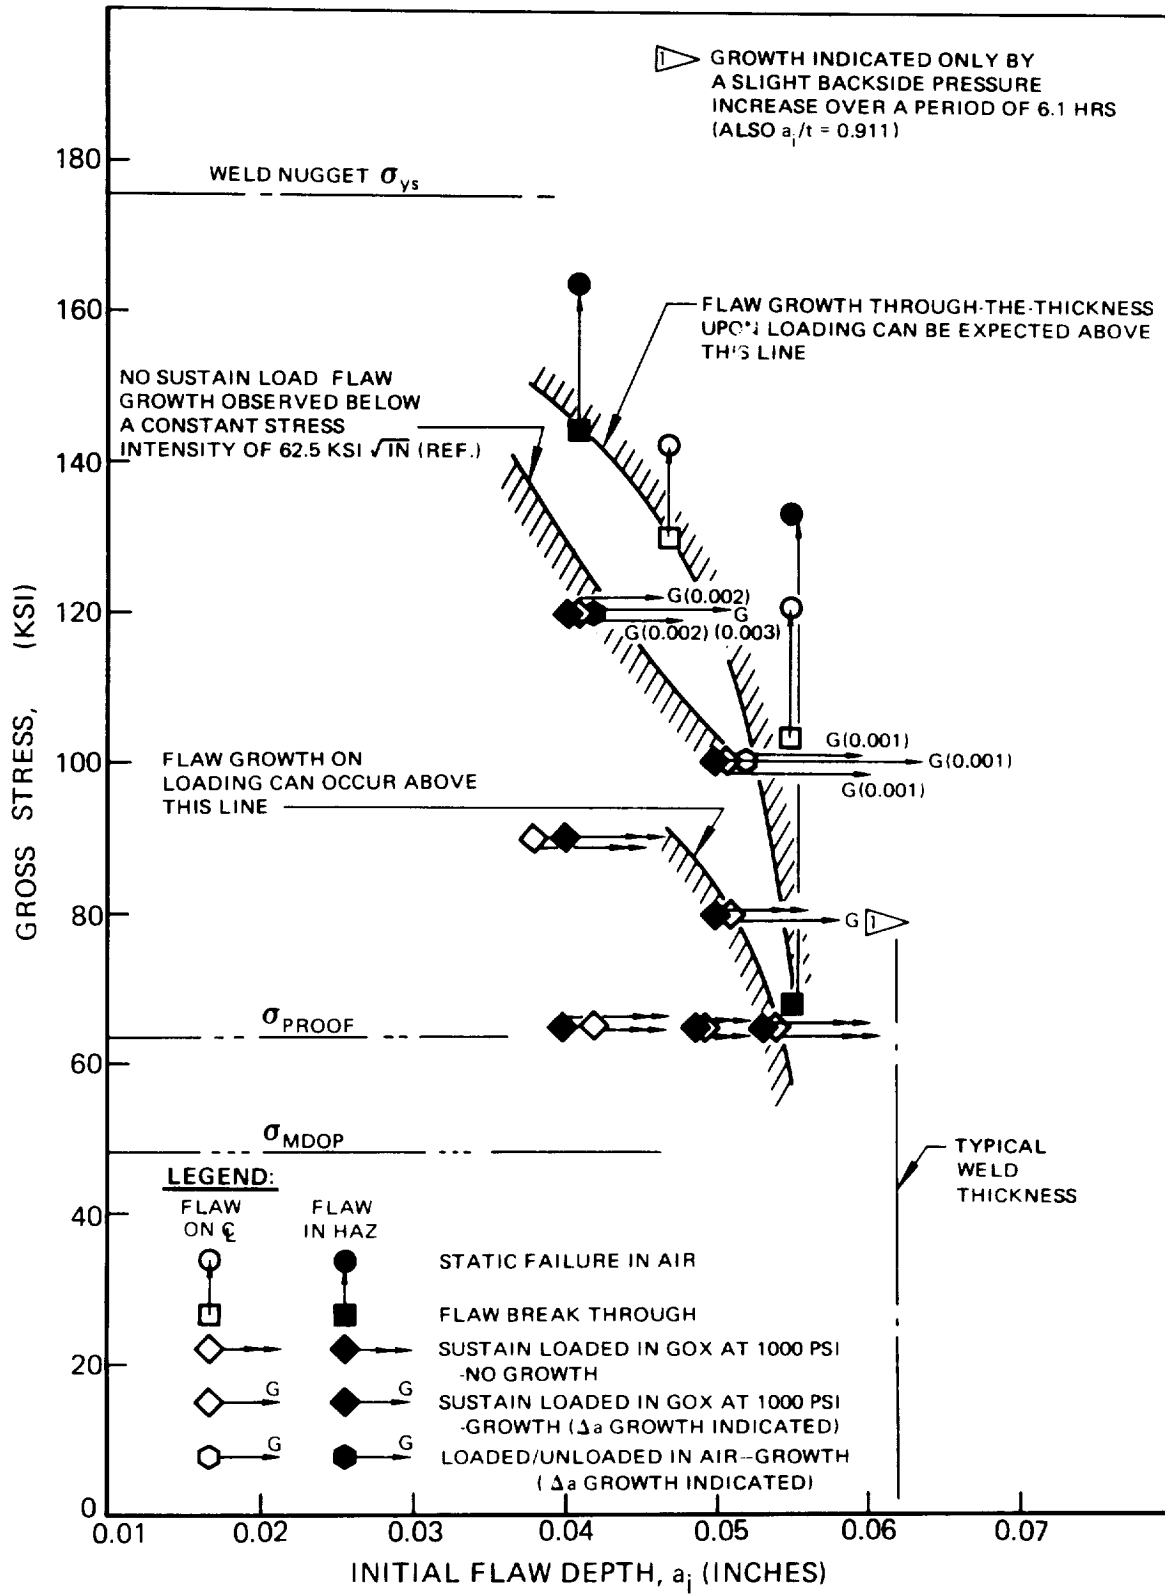 1 GROWTH INDICATED ONLY BY
A SLIGHT BACKSIDE PRESSURE
INCREASE OVER A PERIOD OF 6.1 HRS
(ALSO aᵢ/t = 0.911)
180
WELD NUGGET σys
160
FLAW GROWTH THROUGH-THE-THICKNESS
UPON LOADING CAN BE EXPECTED ABOVE
THIS LINE
NO SUSTAIN LOAD FLAW
GROWTH OBSERVED BELOW
A CONSTANT STRESS
INTENSITY OF 62.5 KSI √IN (REF.)
140
120
G(0.002)
G
G(0.002) (0.003)
GROSS STRESS, (KSI)
100
G(0.001)
G(0.001)
G(0.001)
FLAW GROWTH ON
LOADING CAN OCCUR ABOVE
THIS LINE
80
G 1
σPROOF
60
σMDOP
TYPICAL
WELD
THICKNESS
LEGEND:
FLAW
ON ℄
FLAW
IN HAZ
40
STATIC FAILURE IN AIR
FLAW BREAK THROUGH
SUSTAIN LOADED IN GOX AT 1000 PSI
-NO GROWTH
20
G G SUSTAIN LOADED IN GOX AT 1000 PSI
-GROWTH (Δa GROWTH INDICATED)
G G LOADED/UNLOADED IN AIR--GROWTH
(Δa GROWTH INDICATED)
0
0.01 0.02 0.03 0.04 0.05 0.06 0.07
INITIAL FLAW DEPTH, aᵢ (INCHES)